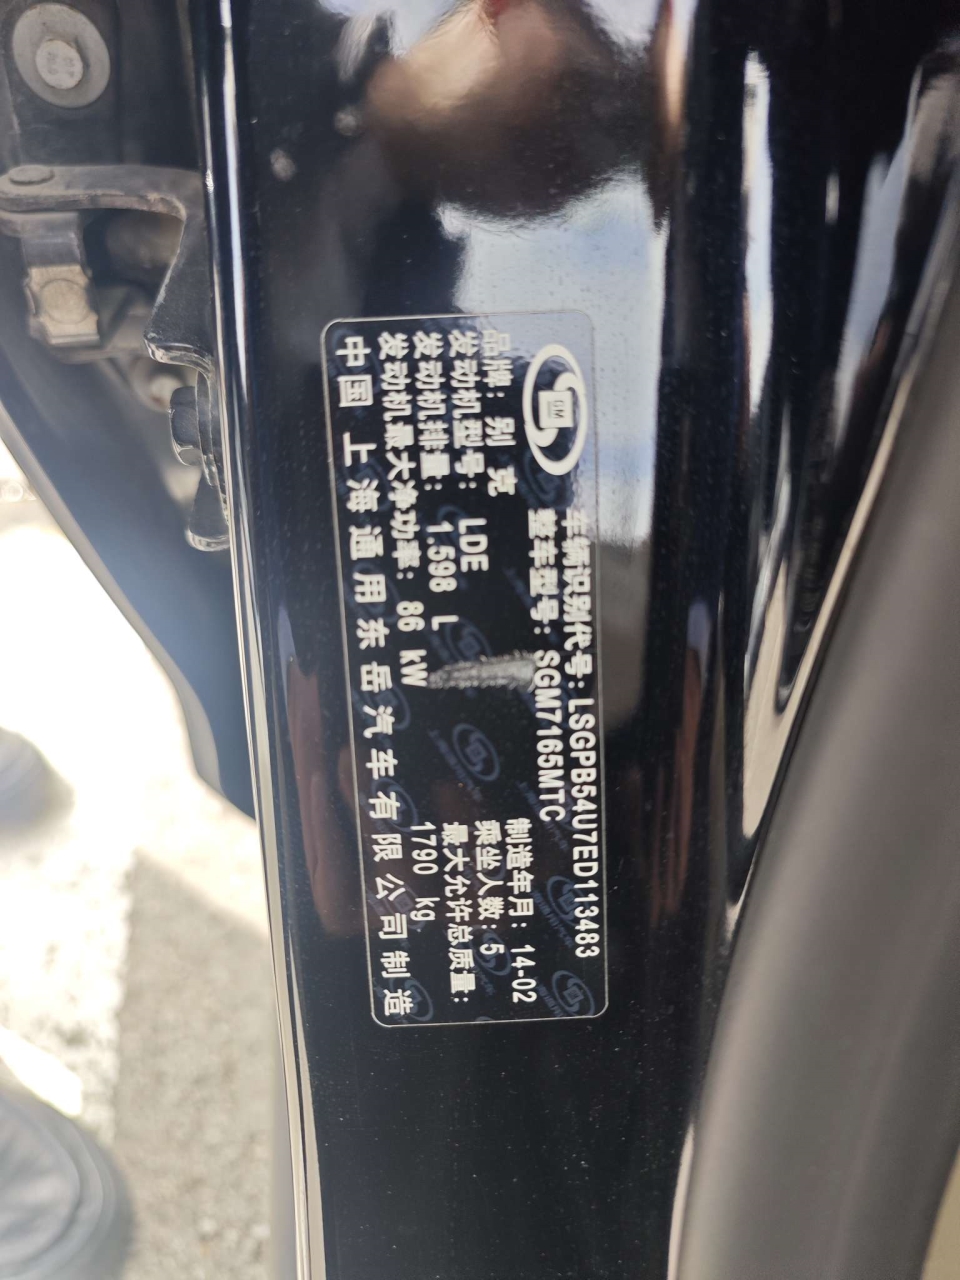 GM
车辆识别代号: LSGPB54U7ED113483
整车型号: SGM7165MTC
品牌: 别 克 制造年月: 14-02
发动机型号: LDE 乘坐人数: 5
发动机排量: 1.598 L 最大允许总质量:
发动机最大净功率: 86 kW 1790 kg
中国 上海通用东岳汽车有限公司制造